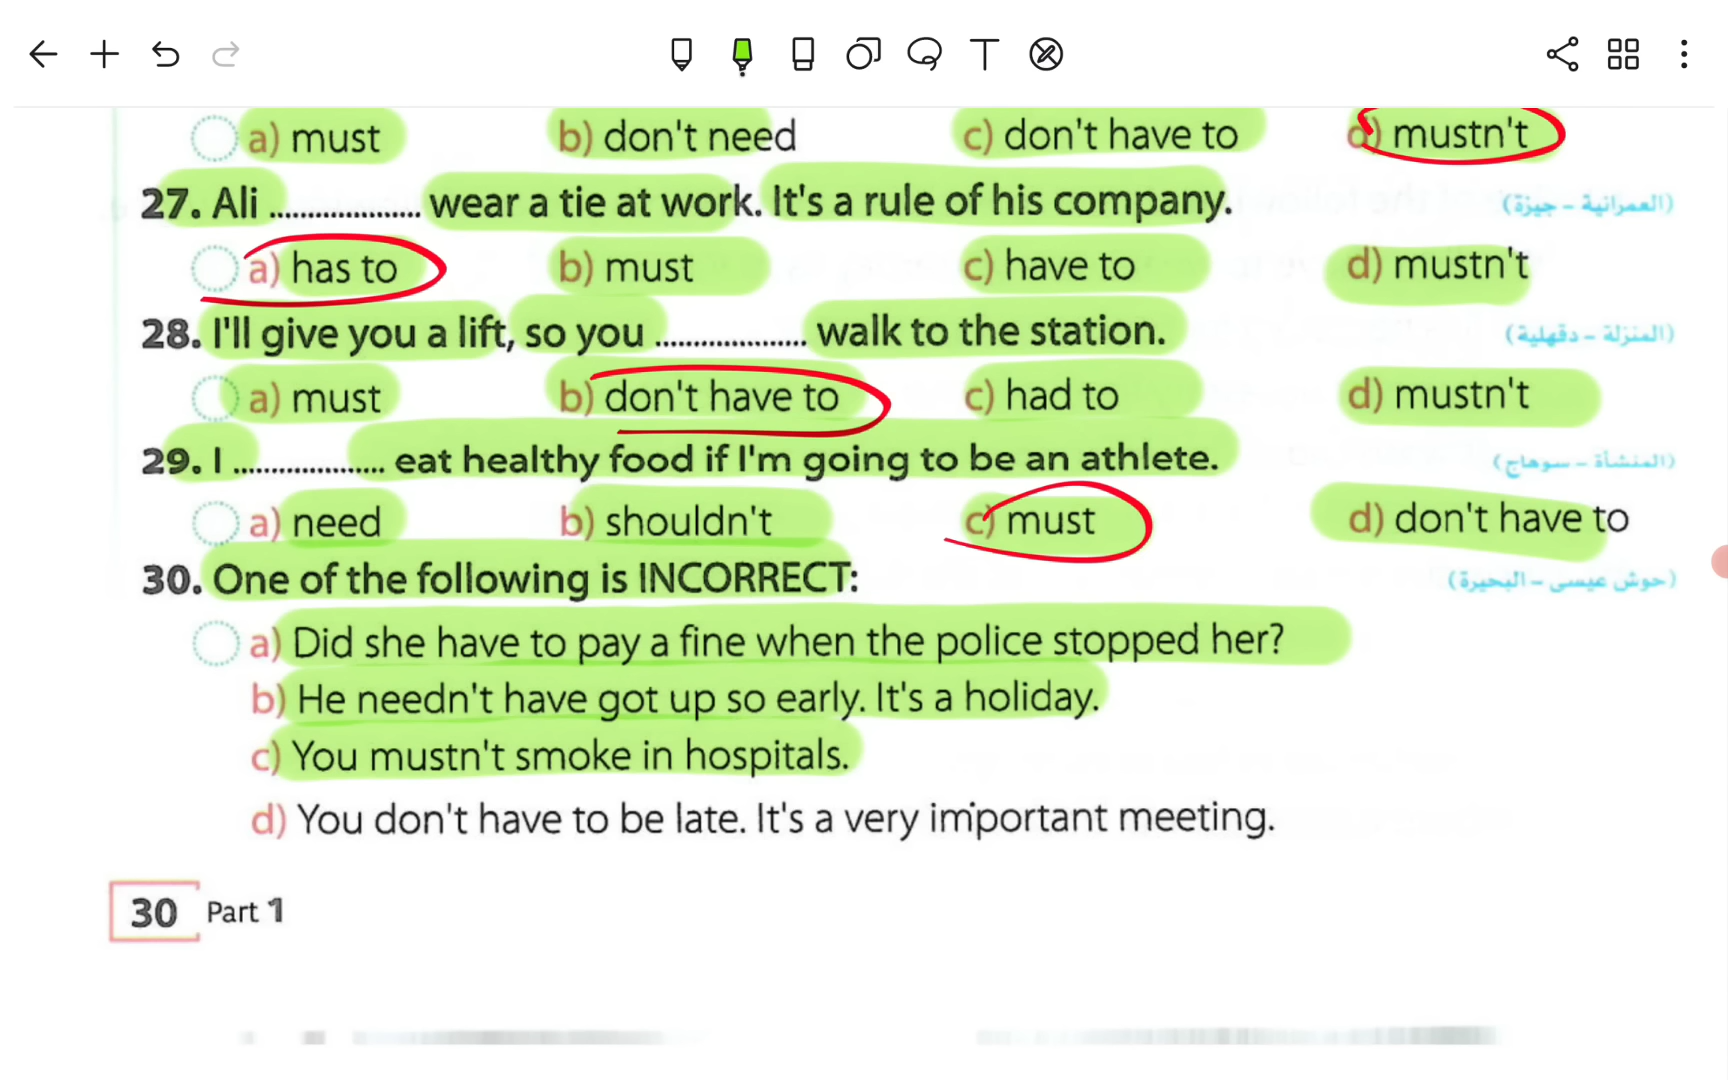 a) must b) don't need c) don't have to d) mustn't
27. Ali .................... wear a tie at work. It's a rule of his company. (العمرانية - جيزة)
a) has to b) must c) have to d) mustn't
28. I'll give you a lift, so you .................... walk to the station. (المنزلة - دقهلية)
a) must b) don't have to c) had to d) mustn't
29. I .................... eat healthy food if I'm going to be an athlete. (المنشأة - سوهاج)
a) need b) shouldn't c) must d) don't have to
30. One of the following is INCORRECT: (حوش عيسى - البحيرة)
a) Did she have to pay a fine when the police stopped her?
b) He needn't have got up so early. It's a holiday.
c) You mustn't smoke in hospitals.
d) You don't have to be late. It's a very important meeting.
30 Part 1